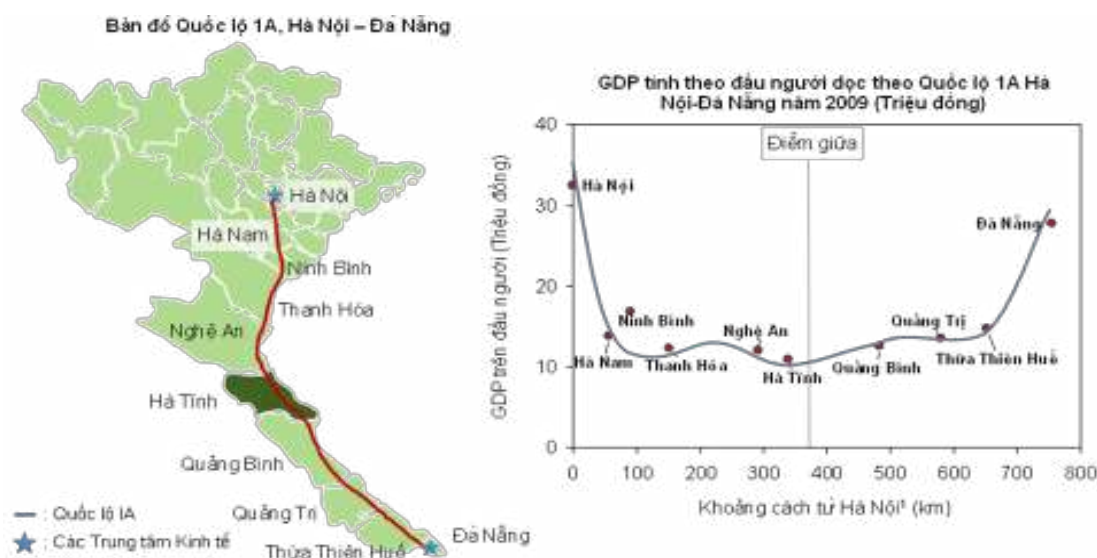 Bản đồ Quốc lộ 1A, Hà Nội – Đà Nẵng
Hà Nội
Hà Nam
Ninh Bình
Thanh Hóa
Nghệ An
Hà Tĩnh
Quảng Bình
Quảng Trị
Đà Nẵng
Thừa Thiên Huế
: Quốc lộ IA
: Các Trung tâm Kinh tế
GDP tính theo đầu người dọc theo Quốc lộ 1A Hà
Nội-Đà Nẵng năm 2009 (Triệu đồng)
GDP trên đầu người (Triệu đồng)
40
30
20
10
0
Điểm giữa
Hà Nội
Đà Nẵng
Ninh Bình
Hà Nam
Thanh Hóa
Nghệ An
Hà Tĩnh
Quảng Bình
Quảng Trị
Thừa Thiên Huế
0 100 200 300 400 500 600 700 800
Khoảng cách từ Hà Nội¹ (km)